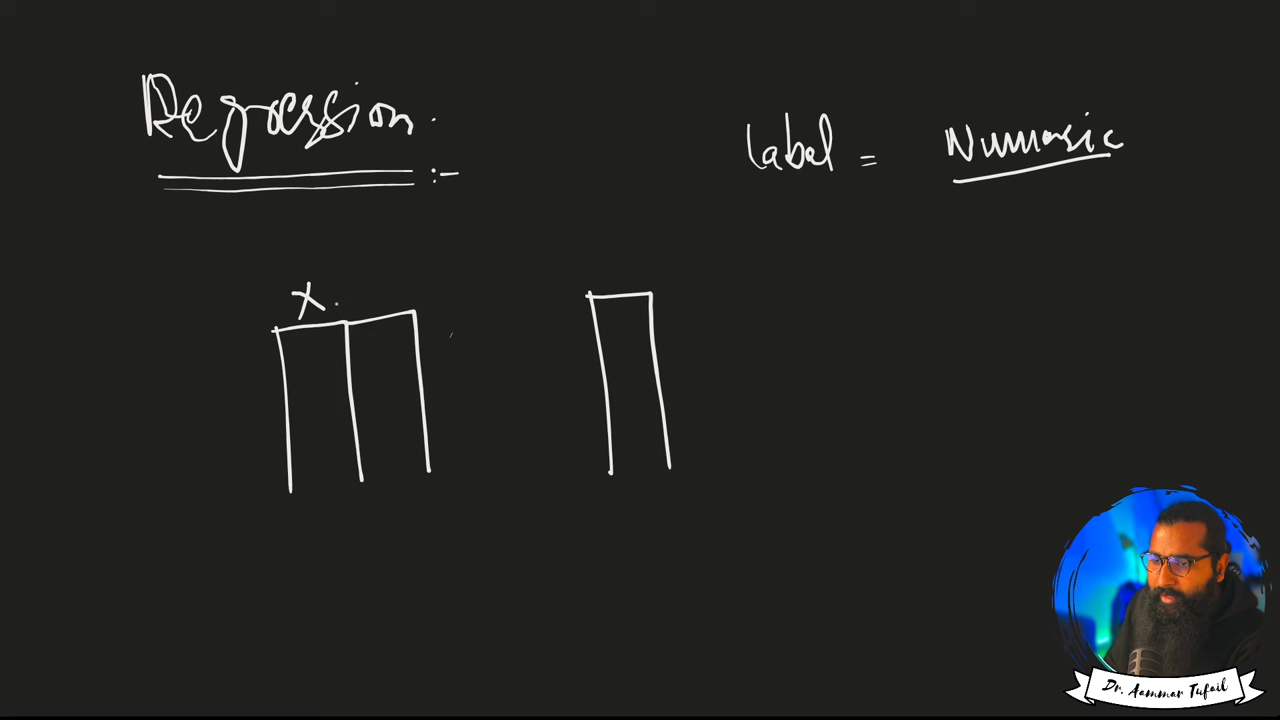 Regression :-
Label = Numeric
X
Dr. Aammar Tufail